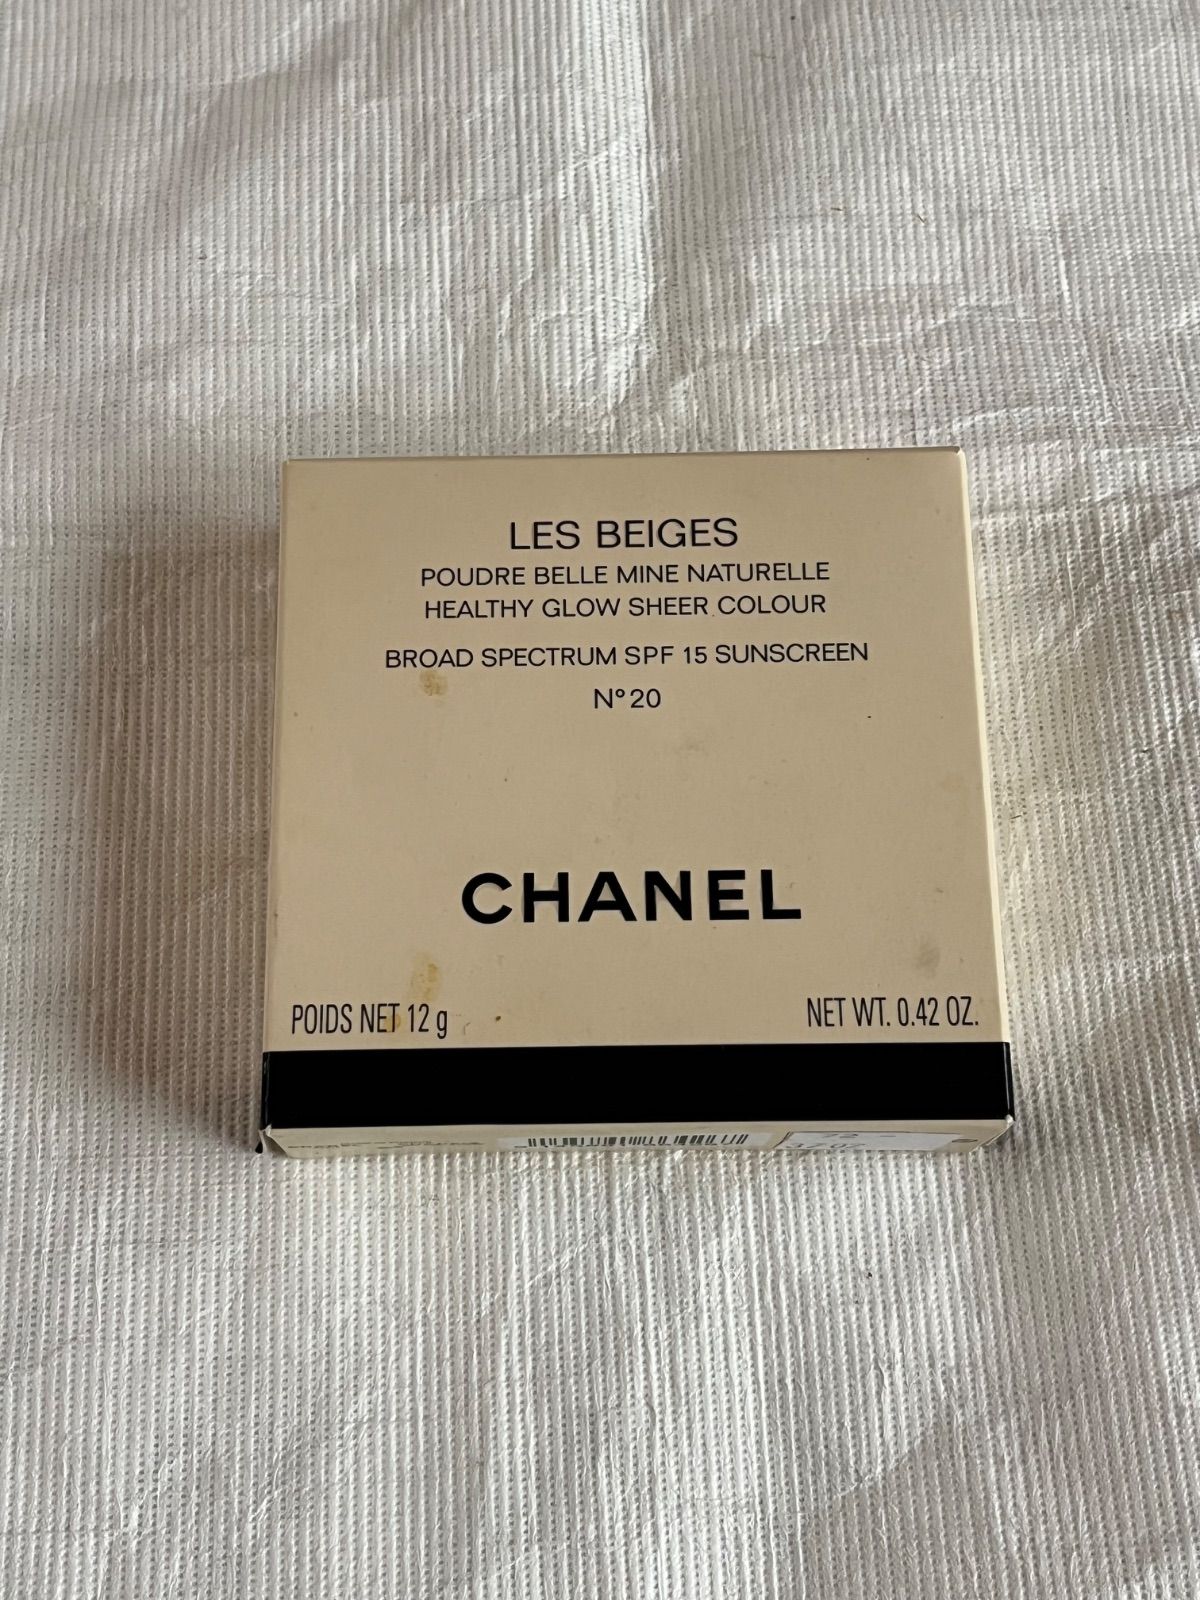 LES BEIGES
POUDRE BELLE MINE NATURELLE
HEALTHY GLOW SHEER COLOUR
BROAD SPECTRUM SPF 15 SUNSCREEN
N°20
CHANEL
POIDS NET 12 g
NET WT. 0.42 OZ.